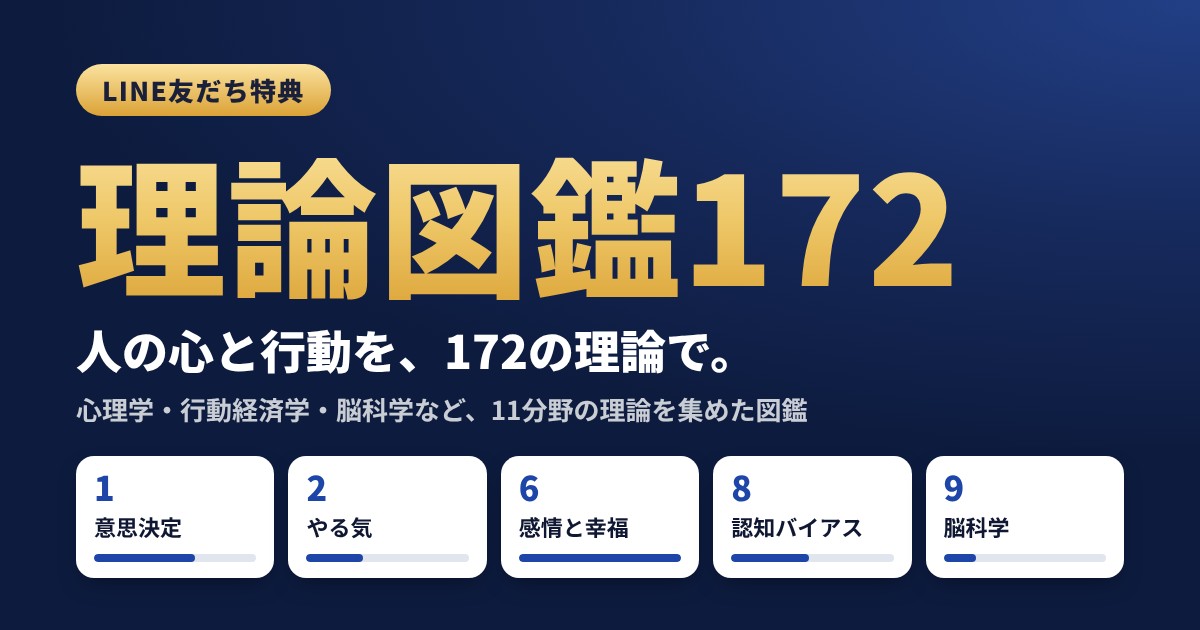 LINE友だち特典
理論図鑑172
人の心と行動を、172の理論で。
心理学・行動経済学・脳科学など、11分野の理論を集めた図鑑
1
意思決定
2
やる気
6
感情と幸福
8
認知バイアス
9
脳科学